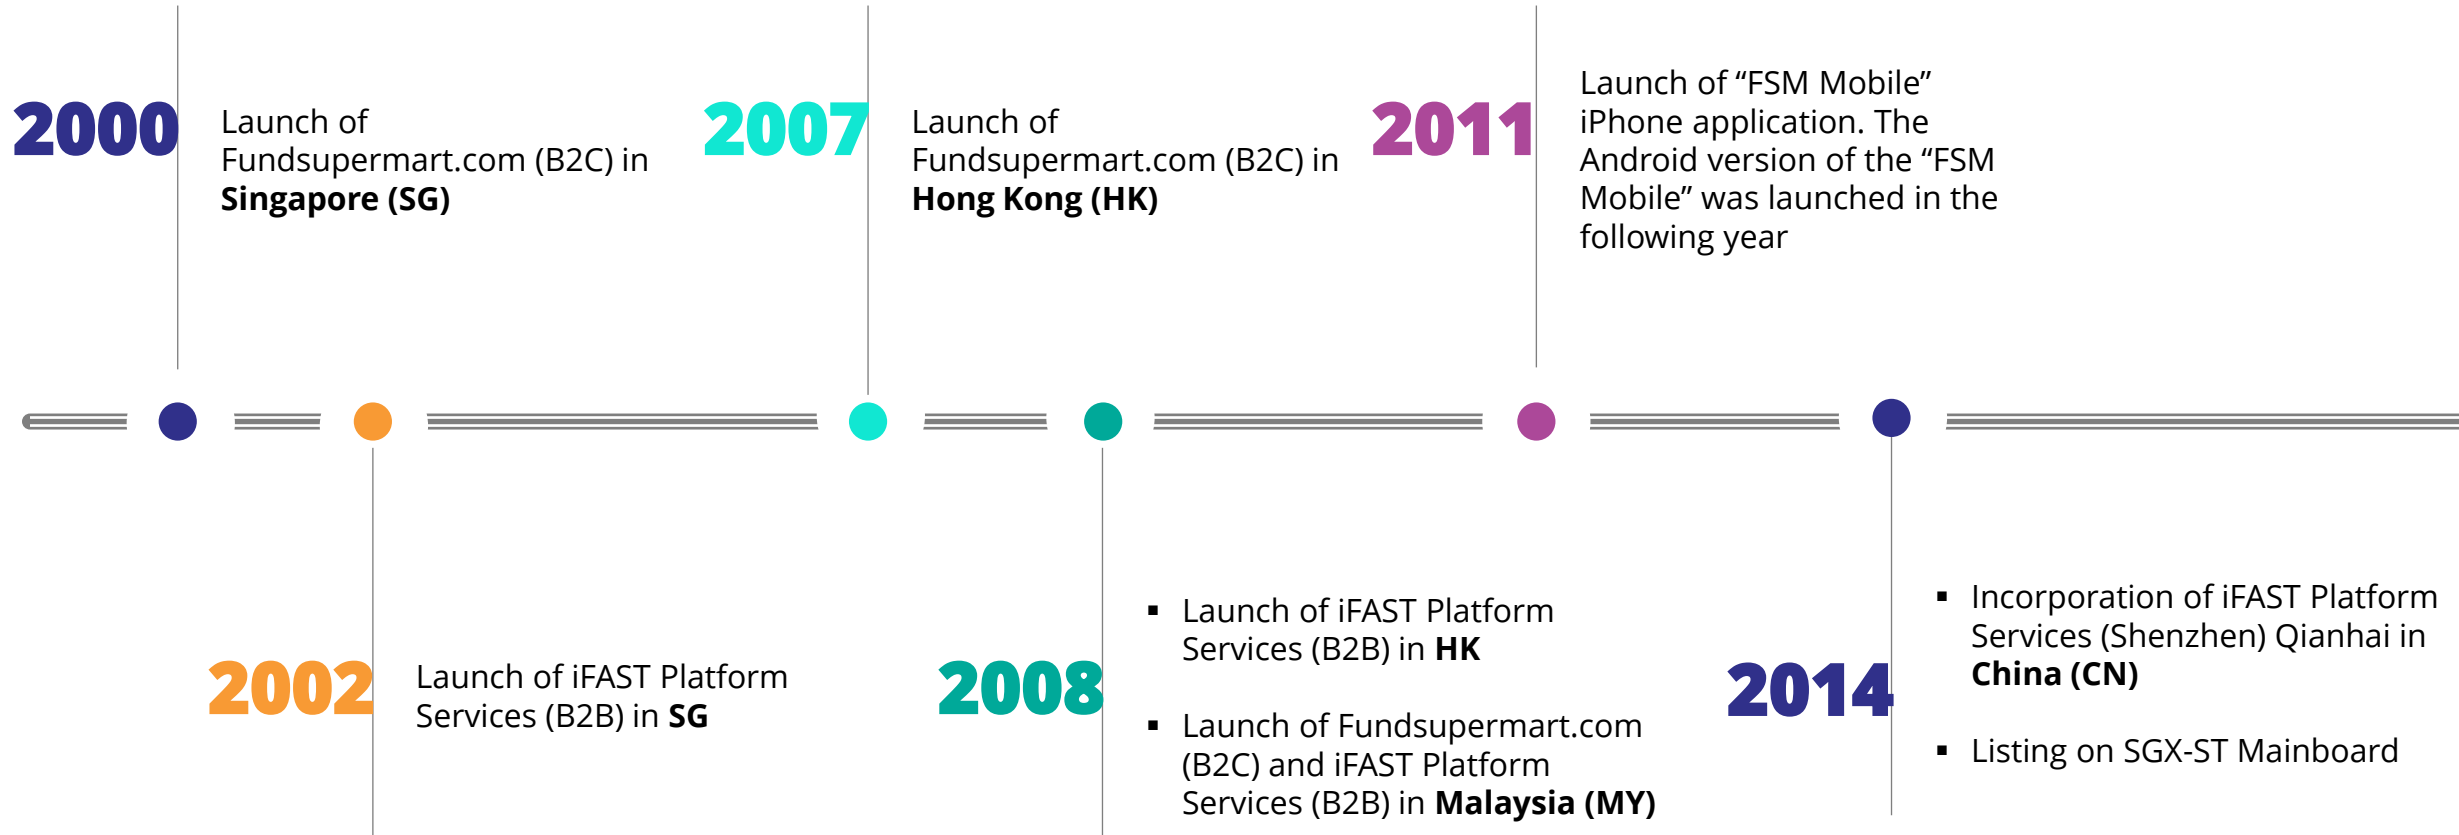 2000
Launch of
Fundsupermart.com (B2C) in
Singapore (SG)
2007
Launch of
Fundsupermart.com (B2C) in
Hong Kong (HK)
2011
Launch of “FSM Mobile”
iPhone application. The
Android version of the “FSM
Mobile” was launched in the
following year
2002
Launch of iFAST Platform
Services (B2B) in SG
2008
▪ Launch of iFAST Platform
Services (B2B) in HK
▪ Launch of Fundsupermart.com
(B2C) and iFAST Platform
Services (B2B) in Malaysia (MY)
2014
▪ Incorporation of iFAST Platform
Services (Shenzhen) Qianhai in
China (CN)
▪ Listing on SGX-ST Mainboard